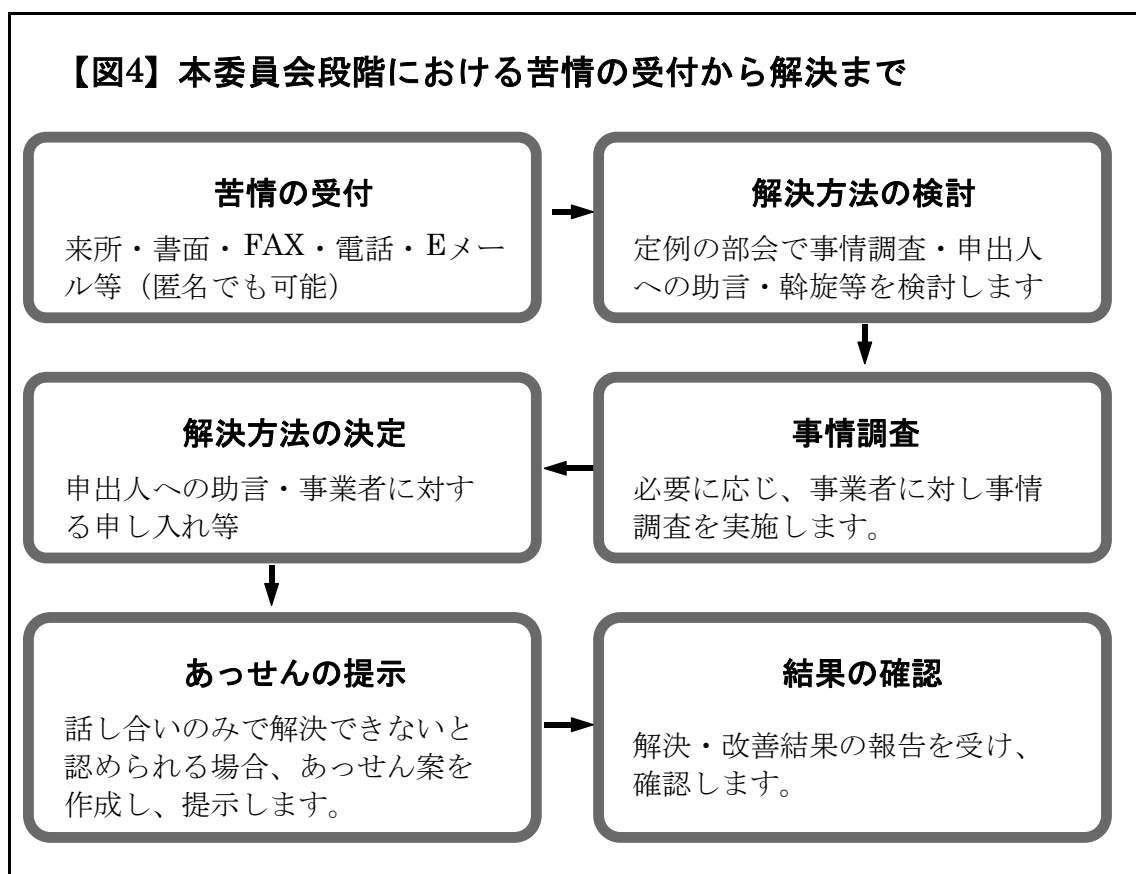 【図4】本委員会段階における苦情の受付から解決まで
苦情の受付
来所・書面・FAX・電話・Eメー
ル等（匿名でも可能）
解決方法の検討
定例の部会で事情調査・申出人
への助言・斡旋等を検討します
事情調査
必要に応じ、事業者に対し事情
調査を実施します。
解決方法の決定
申出人への助言・事業者に対す
る申し入れ等
あっせんの提示
話し合いのみで解決できないと
認められる場合、あっせん案を
作成し、提示します。
結果の確認
解決・改善結果の報告を受け、
確認します。